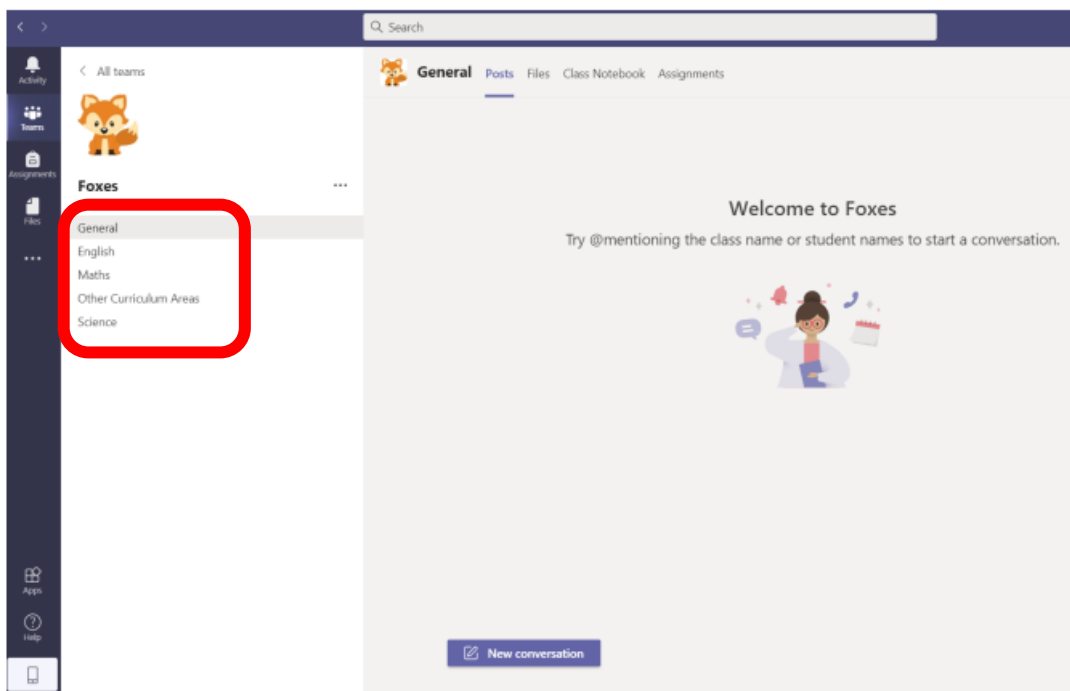 Search
Activity
Teams
Assignments
Files
Apps
Help
All teams
Foxes
General
English
Maths
Other Curriculum Areas
Science
General Posts Files Class Notebook Assignments
Welcome to Foxes
Try @mentioning the class name or student names to start a conversation.
New conversation